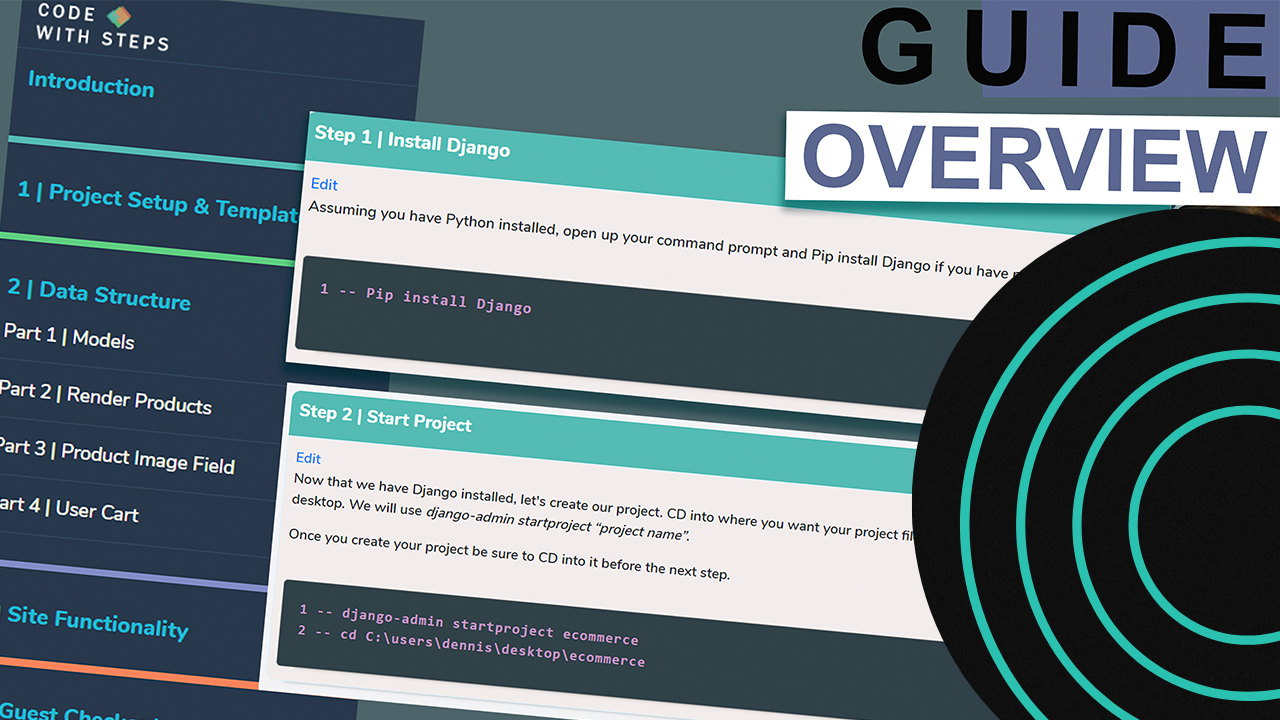 CODE
WITH STEPS
Introduction
1 | Project Setup &
2 | Data Structure
Part 1 | Models
Part 2 | Render Products
Part 3 | Product Image Field
Part 4 | User Cart
Site Functionality
Guest
Step 1 | Install Django
Edit
Assuming you have Python installed, open up your command prompt and Pip install Django if you have
1 -- Pip install Django
Step 2 | Start Project
Edit
Now that we have Django installed, let's create our project. CD into where you want your project
desktop. We will use django-admin startproject “project name”.
Once you create your project be sure to CD into it before the next step.
1 -- django-admin startproject ecommerce
2 -- cd C:\users\dennis\desktop\ecommerce
GUIDE
OVERVIEW